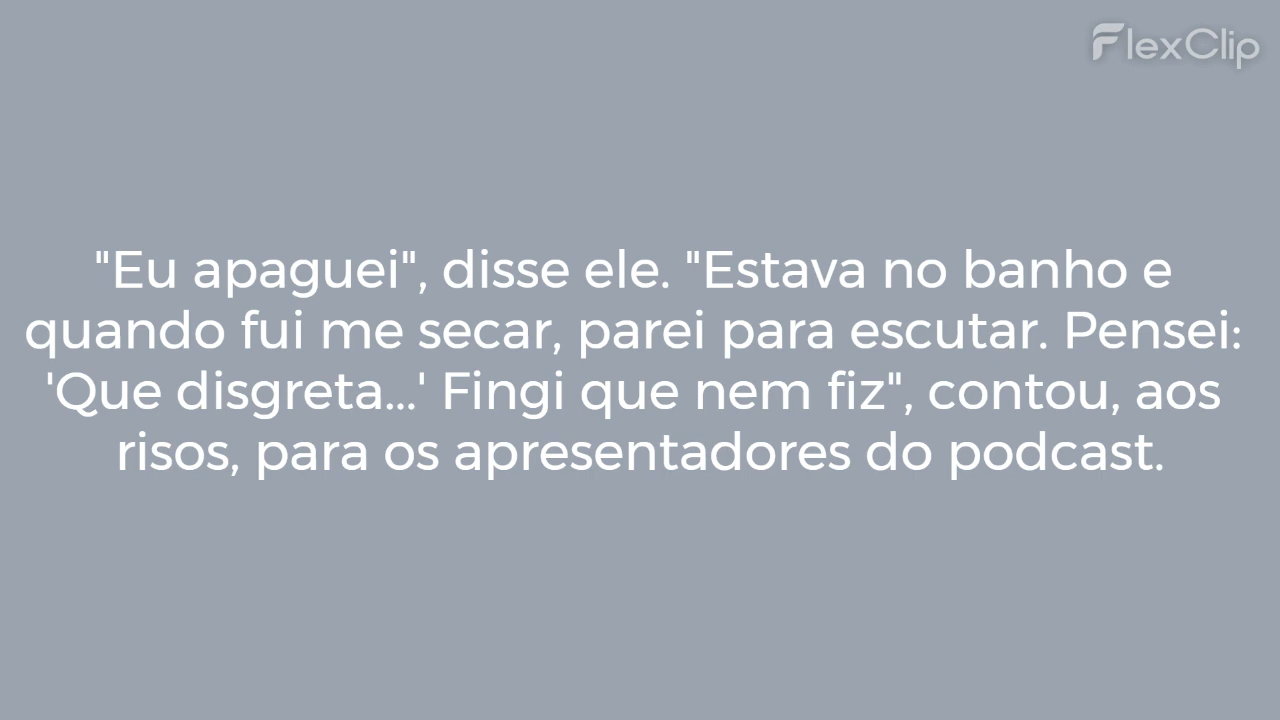 FlexClip
"Eu apaguei", disse ele. "Estava no banho e
quando fui me secar, parei para escutar. Pensei:
'Que disgreta...' Fingi que nem fiz", contou, aos
risos, para os apresentadores do podcast.